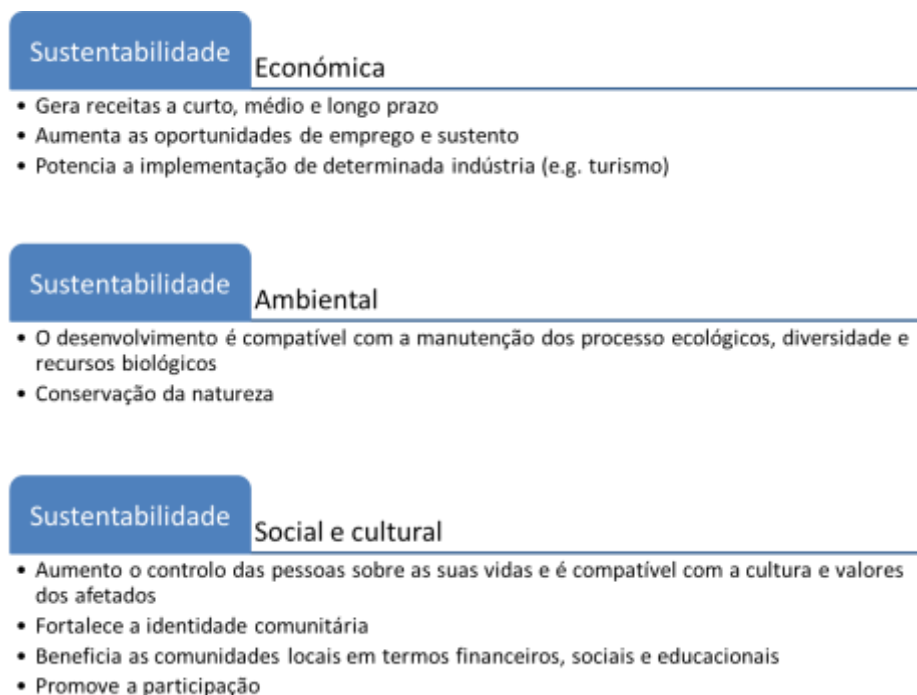 Sustentabilidade
Económica
• Gera receitas a curto, médio e longo prazo
• Aumenta as oportunidades de emprego e sustento
• Potencia a implementação de determinada indústria (e.g. turismo)
Sustentabilidade
Ambiental
• O desenvolvimento é compatível com a manutenção dos processo ecológicos, diversidade e
recursos biológicos
• Conservação da natureza
Sustentabilidade
Social e cultural
• Aumento o controlo das pessoas sobre as suas vidas e é compatível com a cultura e valores
dos afetados
• Fortalece a identidade comunitária
• Beneficia as comunidades locais em termos financeiros, sociais e educacionais
• Promove a participação